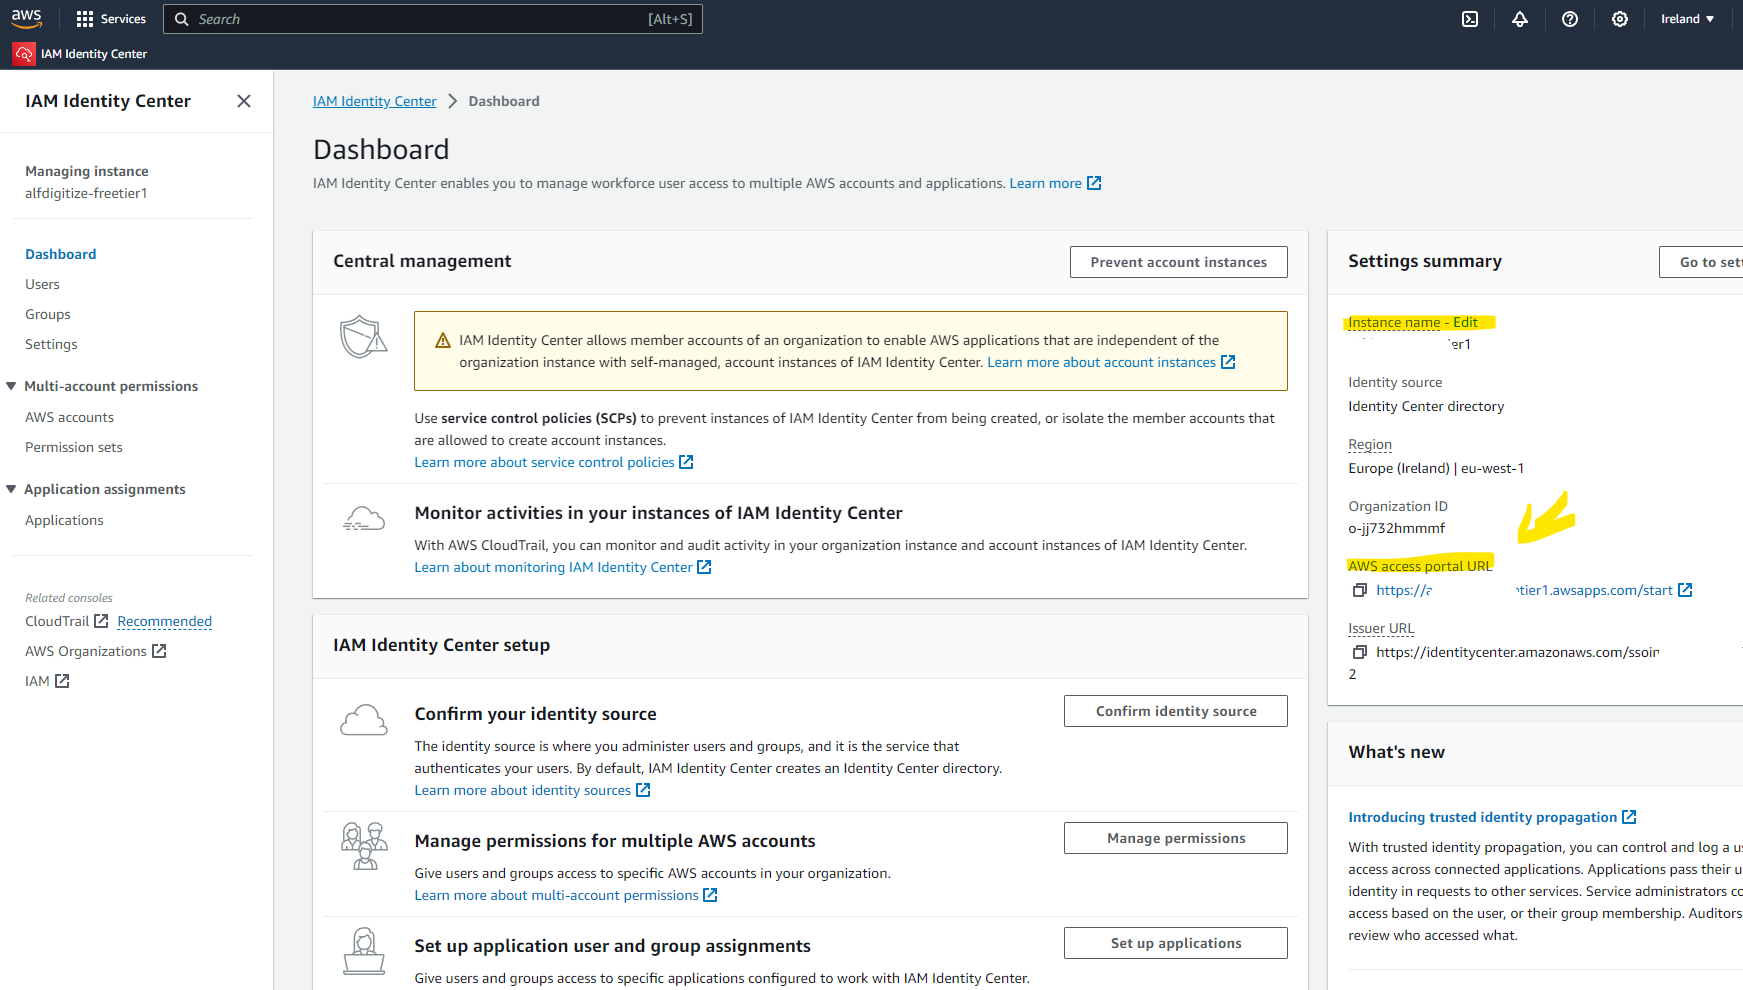 aws
Services
Search
[Alt+S]
Ireland
IAM Identity Center
IAM Identity Center
Managing instance
alfdigitize-freetier1
Dashboard
Users
Groups
Settings
Multi-account permissions
AWS accounts
Permission sets
Application assignments
Applications
Related consoles
CloudTrail Recommended
AWS Organizations
IAM
IAM Identity Center > Dashboard
Dashboard
IAM Identity Center enables you to manage workforce user access to multiple AWS accounts and applications. Learn more
Central management
Prevent account instances
IAM Identity Center allows member accounts of an organization to enable AWS applications that are independent of the
organization instance with self-managed, account instances of IAM Identity Center. Learn more about account instances
Use service control policies (SCPs) to prevent instances of IAM Identity Center from being created, or isolate the member accounts that
are allowed to create account instances.
Learn more about service control policies
Monitor activities in your instances of IAM Identity Center
With AWS CloudTrail, you can monitor and audit activity in your organization instance and account instances of IAM Identity Center.
Learn about monitoring IAM Identity Center
IAM Identity Center setup
Confirm your identity source
Confirm identity source
The identity source is where you administer users and groups, and it is the service that
authenticates your users. By default, IAM Identity Center creates an Identity Center directory.
Learn more about identity sources
Manage permissions for multiple AWS accounts
Manage permissions
Give users and groups access to specific AWS accounts in your organization.
Learn more about multi-account permissions
Set up application user and group assignments
Set up applications
Give users and groups access to specific applications configured to work with IAM Identity Center.
Settings summary
Go to set
Instance name - Edit
er1
Identity source
Identity Center directory
Region
Europe (Ireland) | eu-west-1
Organization ID
o-jj732hmmmf
AWS access portal URL
https://a tier1.awsapps.com/start
Issuer URL
https://identitycenter.amazonaws.com/ssoin
2
What's new
Introducing trusted identity propagation
With trusted identity propagation, you can control and log a u
access across connected applications. Applications pass their u
identity in requests to other services. Service administrators co
access based on the user, or their group membership. Auditors
review who accessed what.